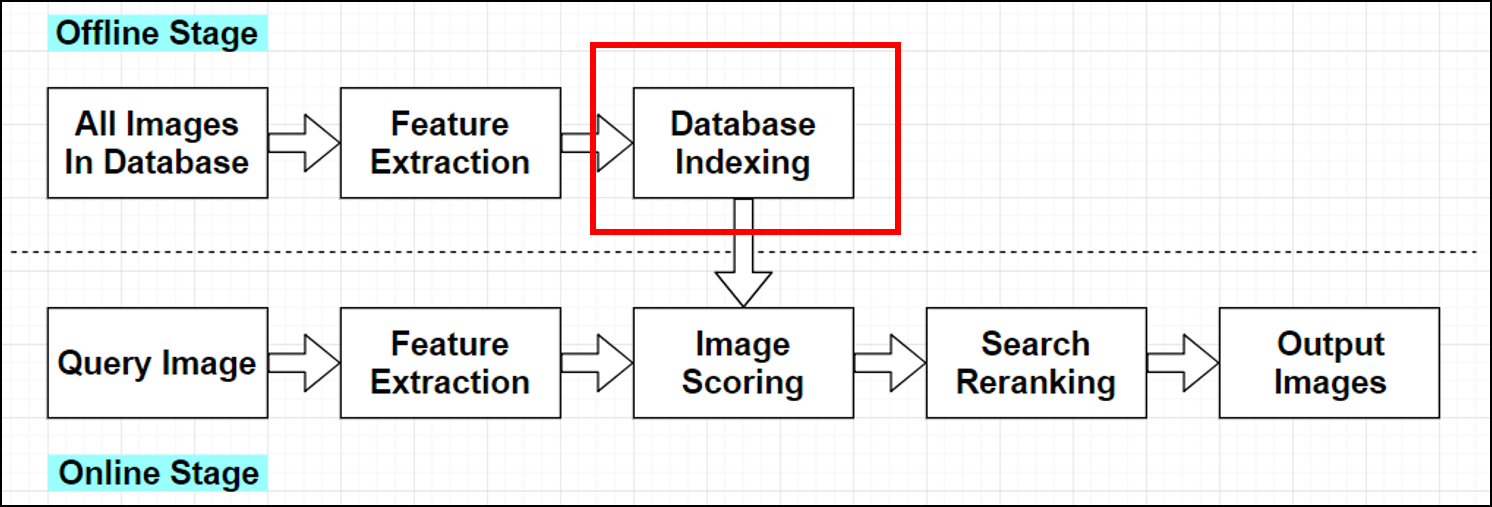 Offline Stage
All Images
In Database
Feature
Extraction
Database
Indexing
Query Image
Feature
Extraction
Image
Scoring
Search
Reranking
Output
Images
Online Stage